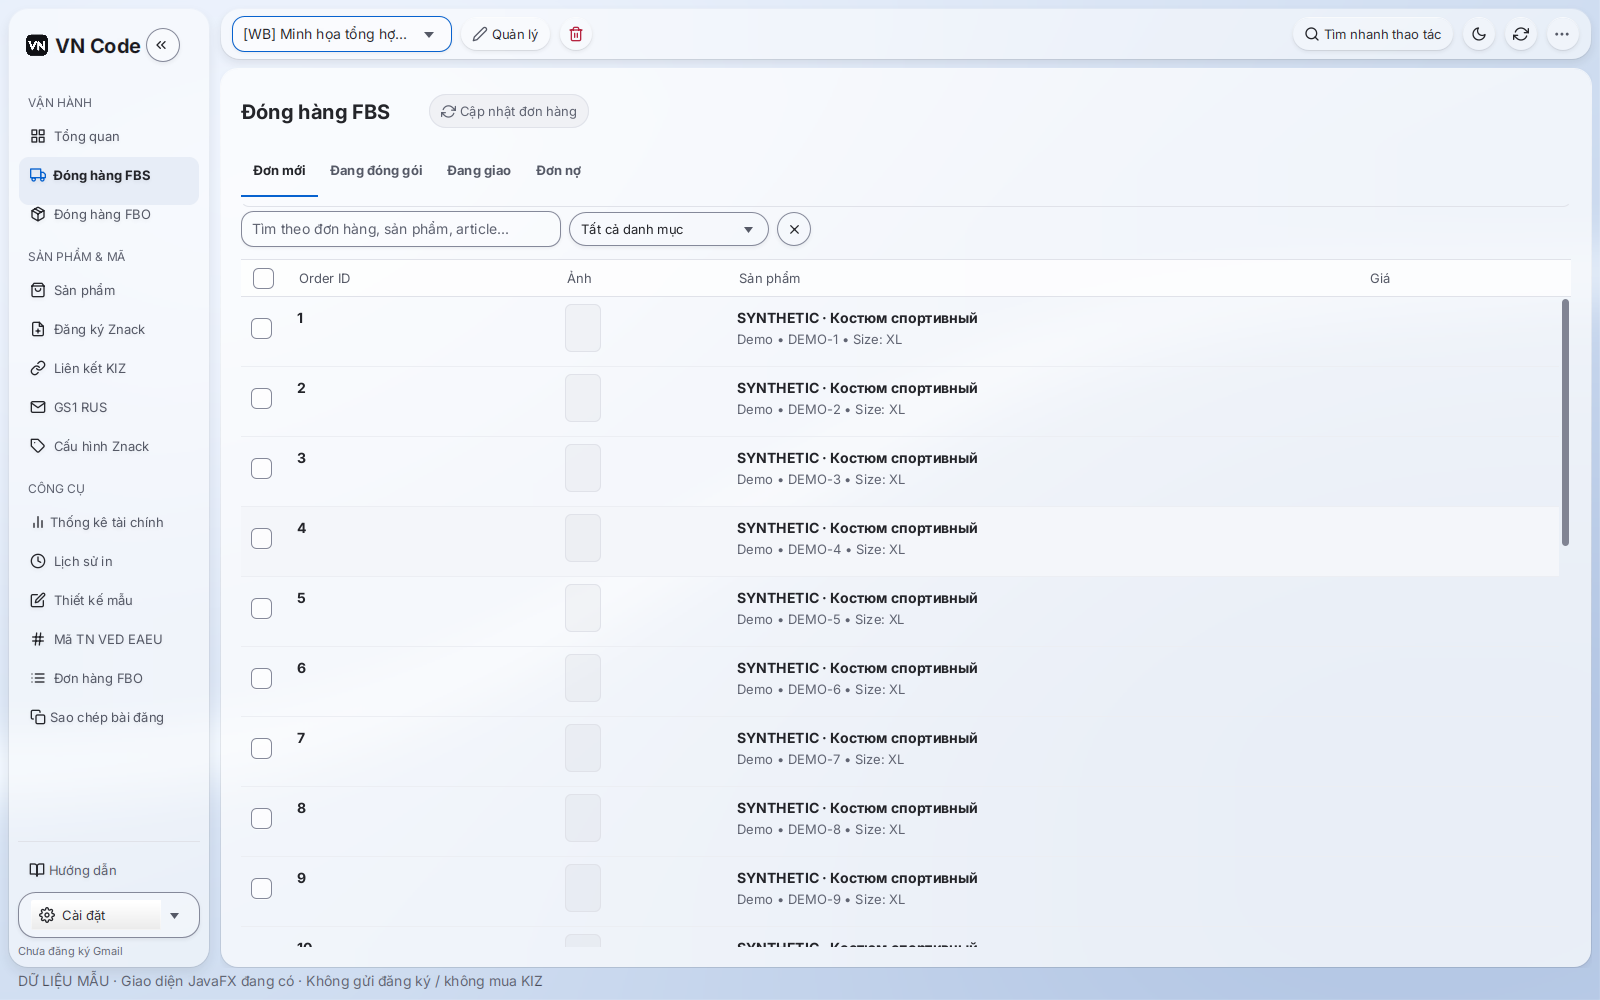 VN Code
VẬN HÀNH
Tổng quan
Đóng hàng FBS
Đóng hàng FBO
SẢN PHẨM & MÃ
Sản phẩm
Đăng ký Znack
Liên kết KIZ
GS1 RUS
Cấu hình Znack
CÔNG CỤ
Thống kê tài chính
Lịch sử in
Thiết kế mẫu
Mã TN VED EAEU
Đơn hàng FBO
Sao chép bài đăng
Hướng dẫn
Cài đặt
Chưa đăng ký Gmail
[WB] Minh họa tổng hợ... Quản lý Tìm nhanh thao tác
Đóng hàng FBS Cập nhật đơn hàng
Đơn mới Đang đóng gói Đang giao Đơn nợ
Tìm theo đơn hàng, sản phẩm, article... Tất cả danh mục
Order ID Ảnh Sản phẩm Giá
1 SYNTHETIC · Костюм спортивный
Demo • DEMO-1 • Size: XL
2 SYNTHETIC · Костюм спортивный
Demo • DEMO-2 • Size: XL
3 SYNTHETIC · Костюм спортивный
Demo • DEMO-3 • Size: XL
4 SYNTHETIC · Костюм спортивный
Demo • DEMO-4 • Size: XL
5 SYNTHETIC · Костюм спортивный
Demo • DEMO-5 • Size: XL
6 SYNTHETIC · Костюм спортивный
Demo • DEMO-6 • Size: XL
7 SYNTHETIC · Костюм спортивный
Demo • DEMO-7 • Size: XL
8 SYNTHETIC · Костюм спортивный
Demo • DEMO-8 • Size: XL
9 SYNTHETIC · Костюм спортивный
Demo • DEMO-9 • Size: XL
10 SYNTHETIC · Костюм спортивный
DỮ LIỆU MẪU · Giao diện JavaFX đang có · Không gửi đăng ký / không mua KIZ